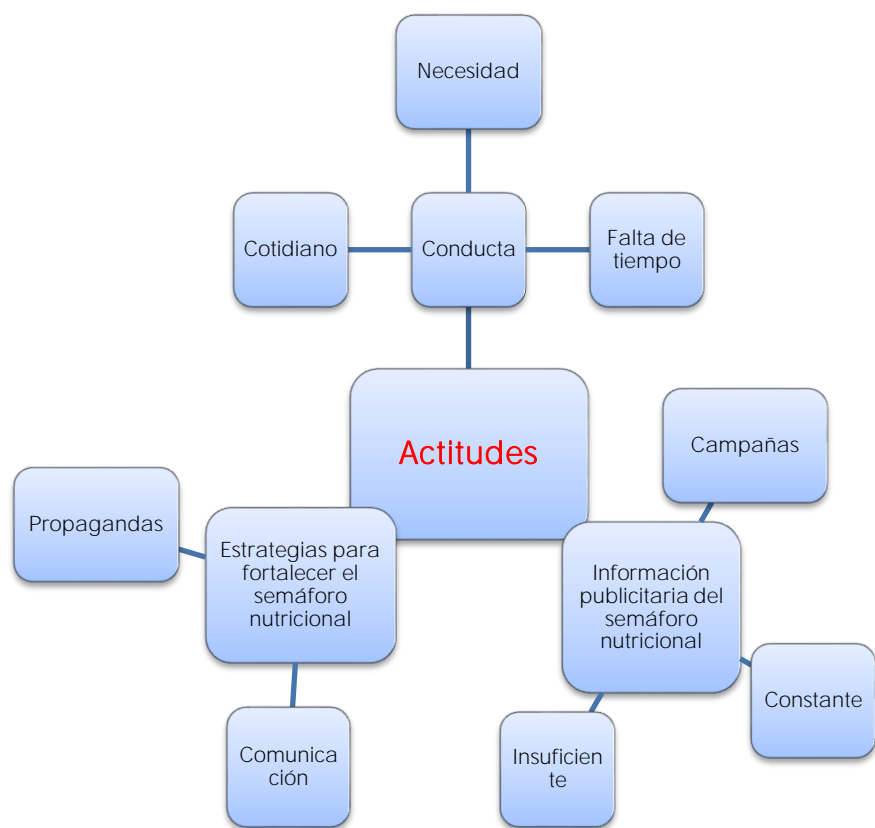 Necesidad
Cotidiano
Conducta
Falta de
tiempo
Actitudes
Campañas
Propagandas
Estrategias para
fortalecer el
semáforo
nutricional
Información
publicitaria del
semáforo
nutricional
Constante
Comunica
ción
Insuficien
te